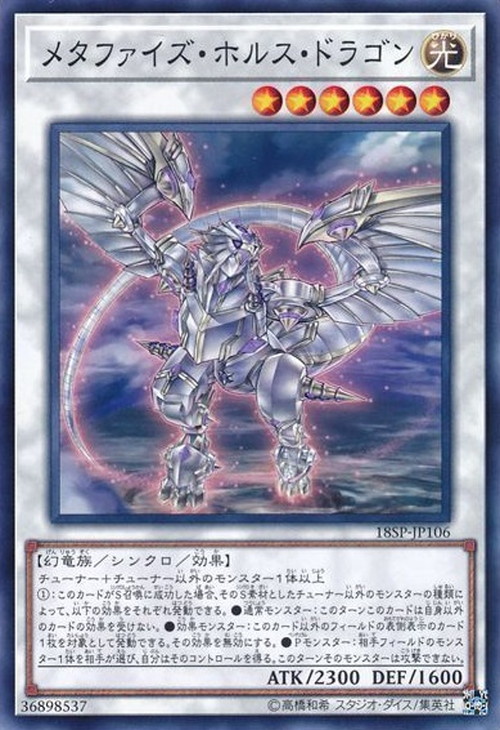 メタファイズ・ホルス・ドラゴン
光
18SP-JP106
【幻竜族／シンクロ／効果】
チューナー＋チューナー以外のモンスター１体以上
①：このカードがS召喚に成功した場合、そのS素材としたチューナー以外のモンスターの種類
によって、以下の効果をそれぞれ発動できる。●通常モンスター：このターンこのカードは自身以外
のカードの効果を受けない。●効果モンスター：このカード以外のフィールドの表側表示のカード
１枚を対象として発動できる。その効果を無効にする。●Pモンスター：相手フィールドのモンス
ター１体を相手が選び、自分はそのコントロールを得る。このターンそのモンスターは攻撃できない。
ATK/2300 DEF/1600
36898537
©高橋和希 スタジオ・ダイス/集英社